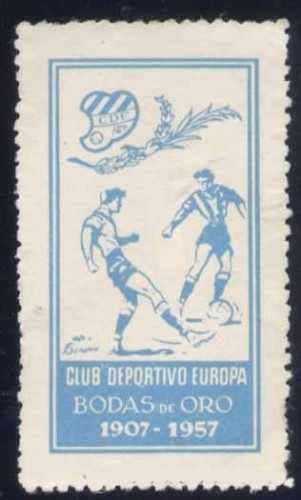 CDE
CLUB DEPORTIVO EUROPA
BODAS DE ORO
1907-1957